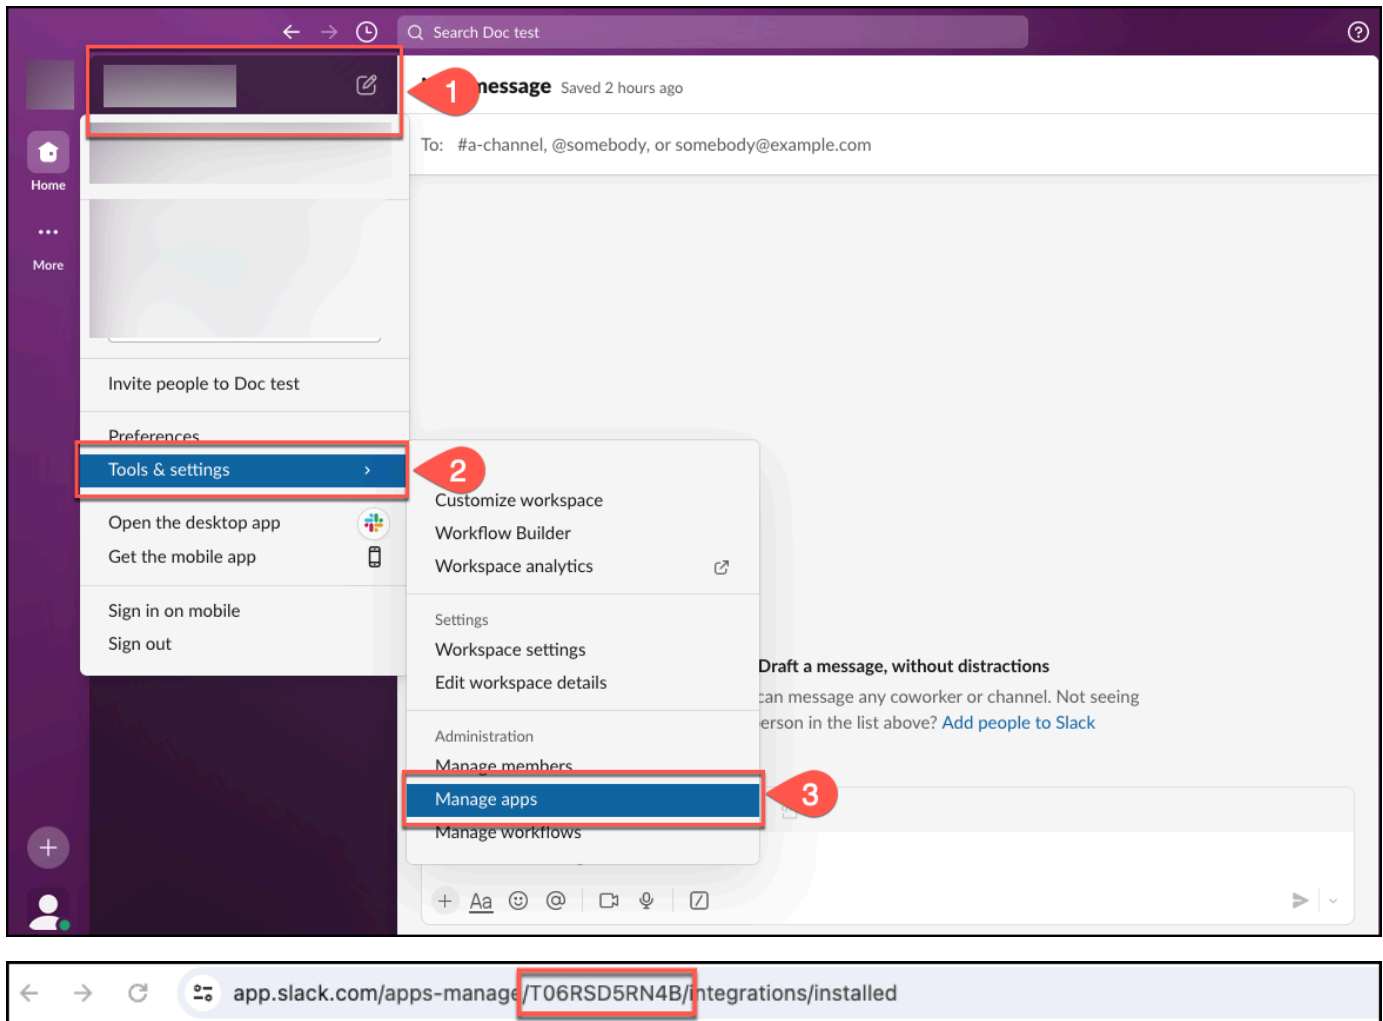 Search Doc test
1
message Saved 2 hours ago
To: #a-channel, @somebody, or somebody@example.com
Home
More
Invite people to Doc test
Preferences
Tools & settings
2
Customize workspace
Open the desktop app
Workflow Builder
Get the mobile app
Workspace analytics
Sign in on mobile
Settings
Sign out
Workspace settings
Edit workspace details
Draft a message, without distractions
can message any coworker or channel. Not seeing
erson in the list above? Add people to Slack
Administration
Manage members
Manage apps
3
Manage workflows
Aa
app.slack.com/apps-manage/T06RSD5RN4B/integrations/installed